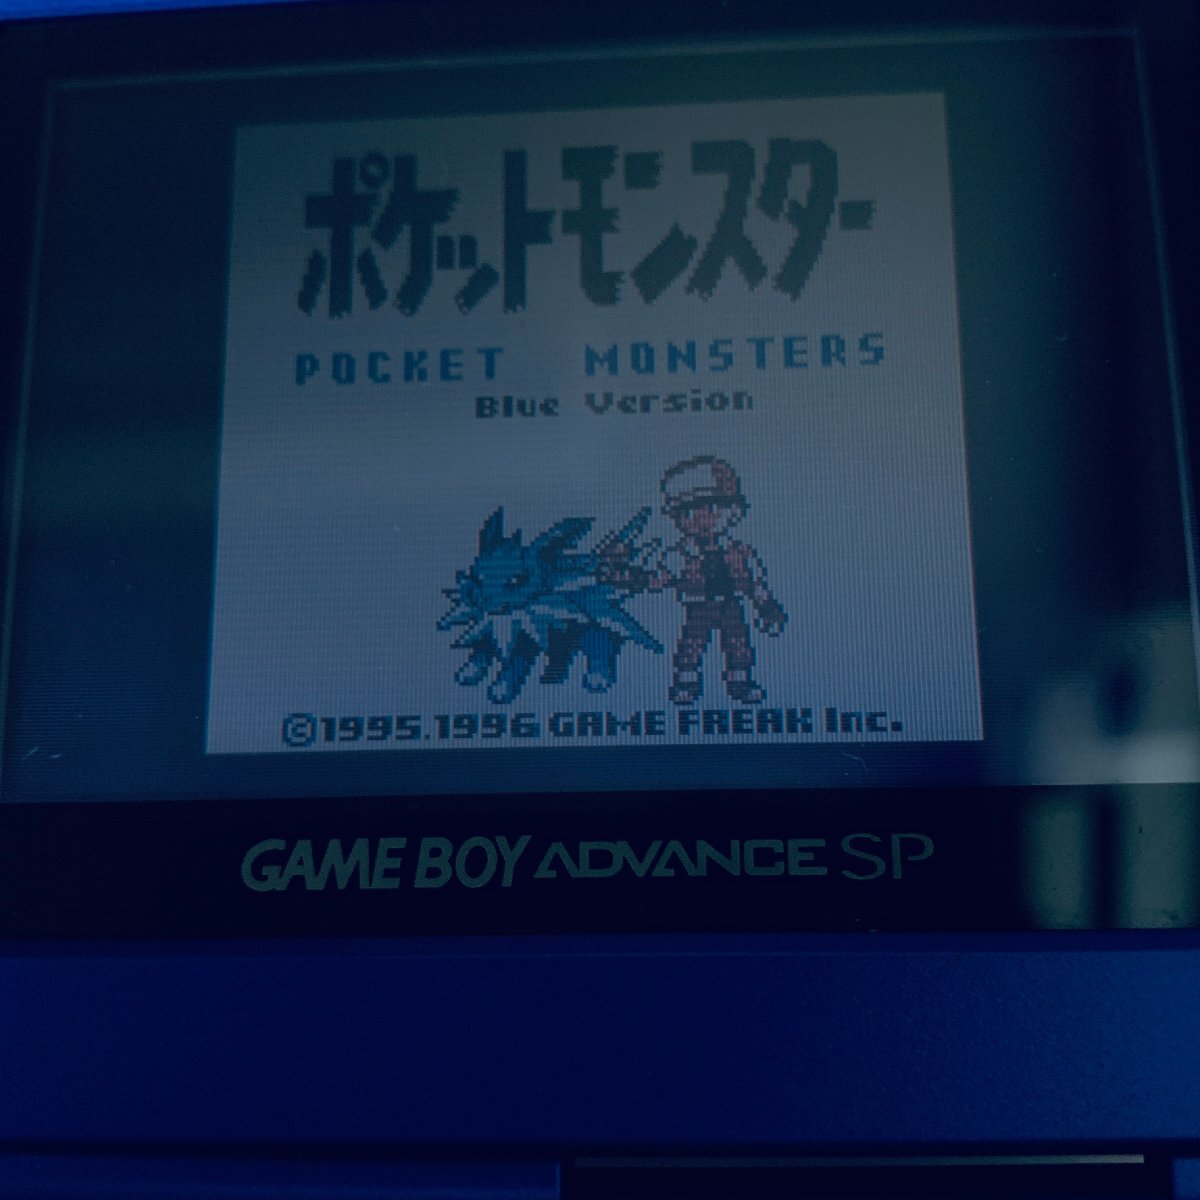 ポケットモンスター
POCKET MONSTERS
Blue Version
©1995.1996 GAME FREAK Inc.
GAME BOY ADVANCE SP